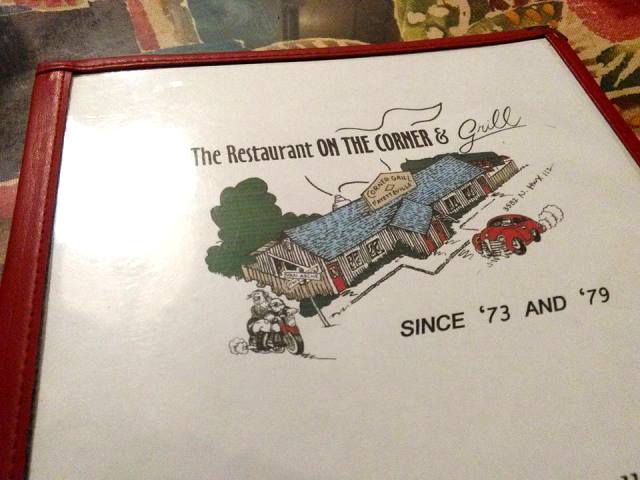 The Restaurant ON THE CORNER & Grill
CORNER GRILL
FAYETTEVILLE
SINCE '73 AND '79